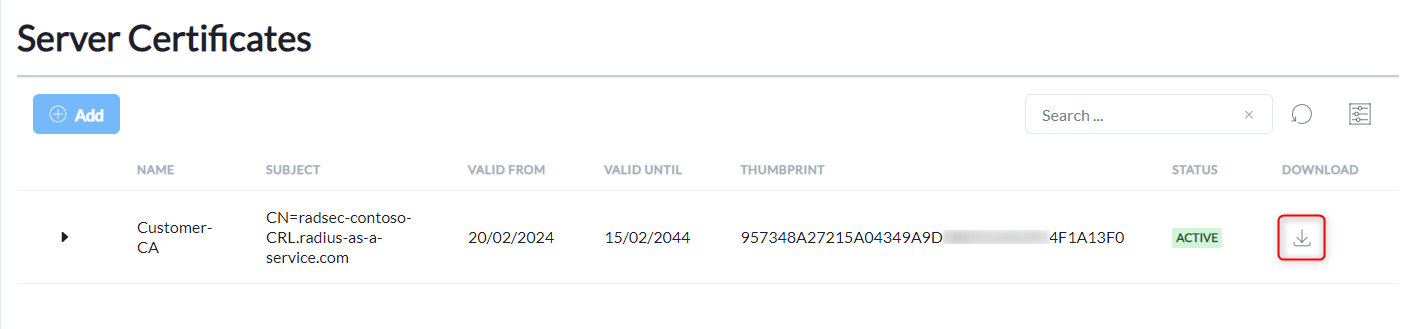 Server Certificates
Add
Search ...
NAME SUBJECT VALID FROM VALID UNTIL THUMBPRINT STATUS DOWNLOAD
Customer-
CA
CN=radsec-contoso-
CRL.radius-as-a-
service.com
20/02/2024
15/02/2044
957348A27215A04349A9D 4F1A13F0
ACTIVE